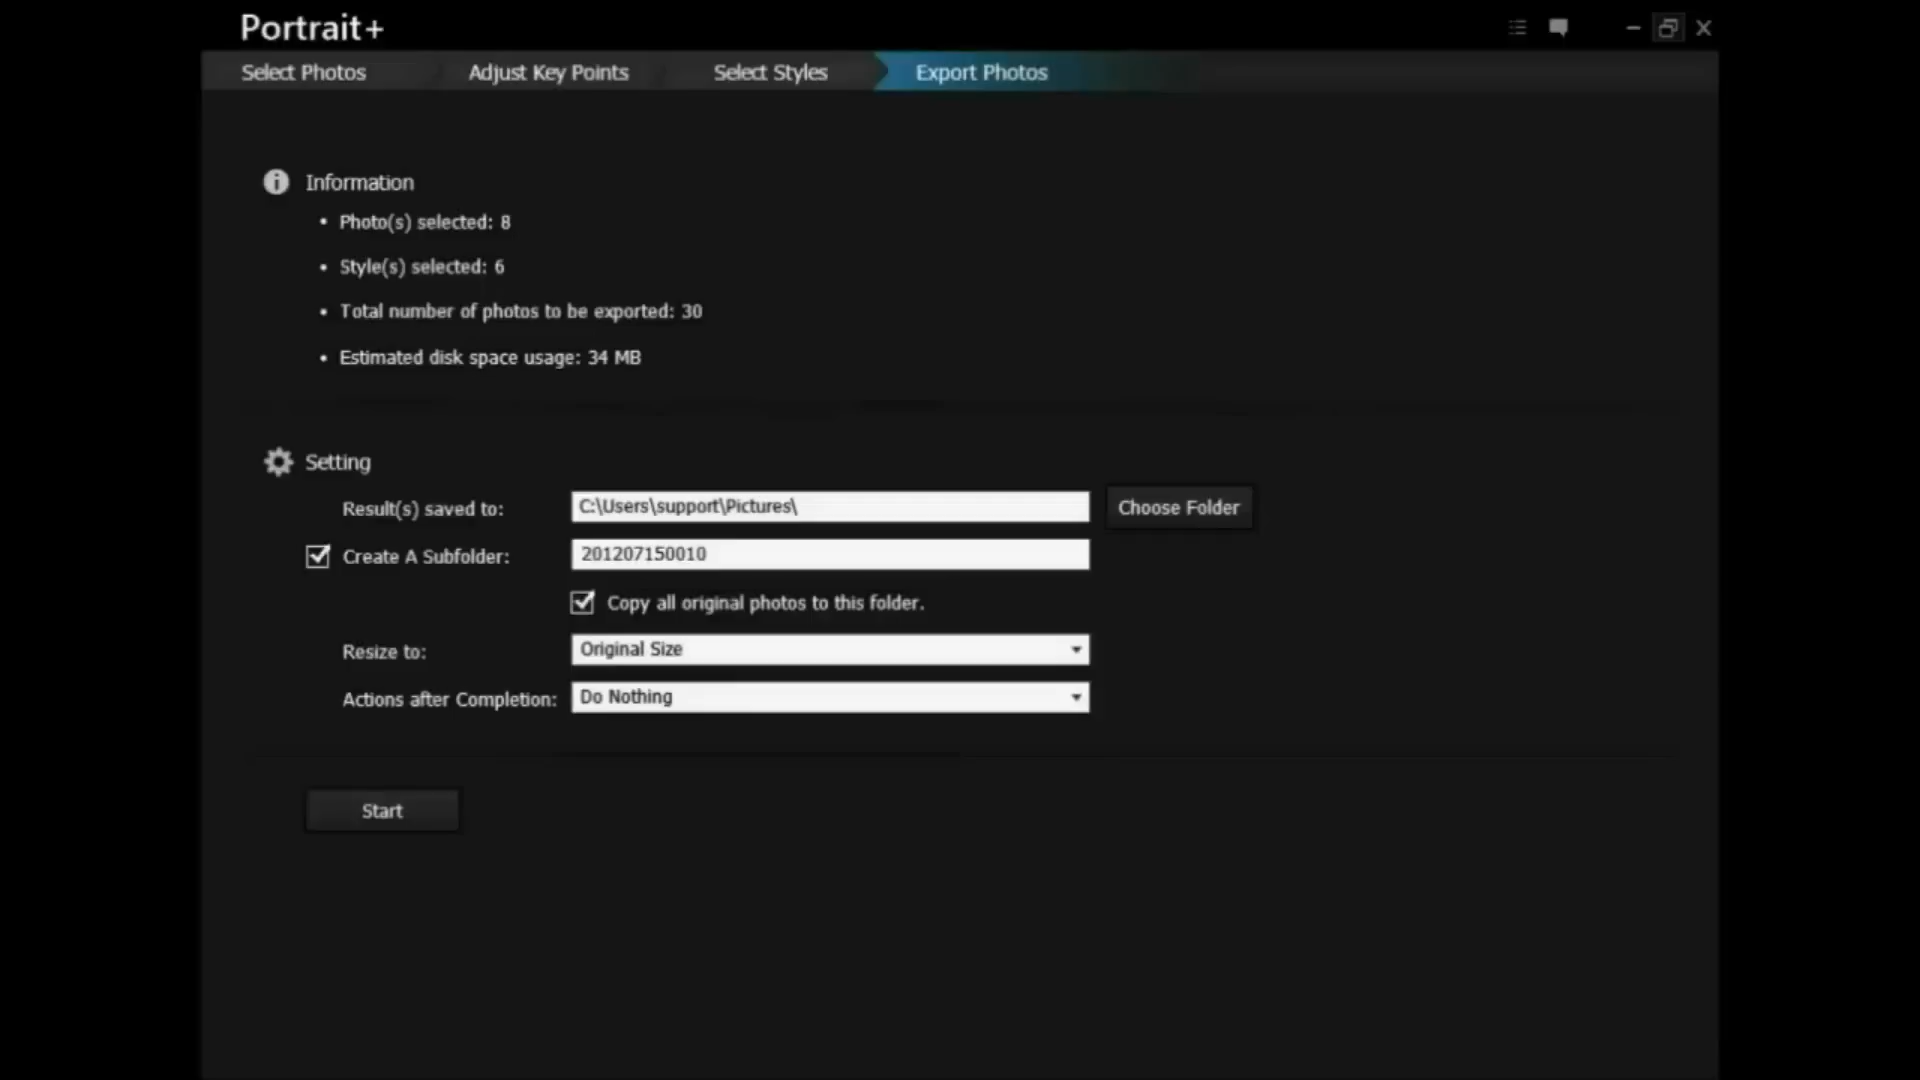 Portrait+
Select Photos Adjust Key Points Select Styles Export Photos
Information
• Photo(s) selected: 8
• Style(s) selected: 6
• Total number of photos to be exported: 30
• Estimated disk space usage: 34 MB
Setting
Result(s) saved to: C:\Users\support\Pictures\ Choose Folder
Create A Subfolder: 201207150010
Copy all original photos to this folder.
Resize to: Original Size
Actions after Completion: Do Nothing
Start